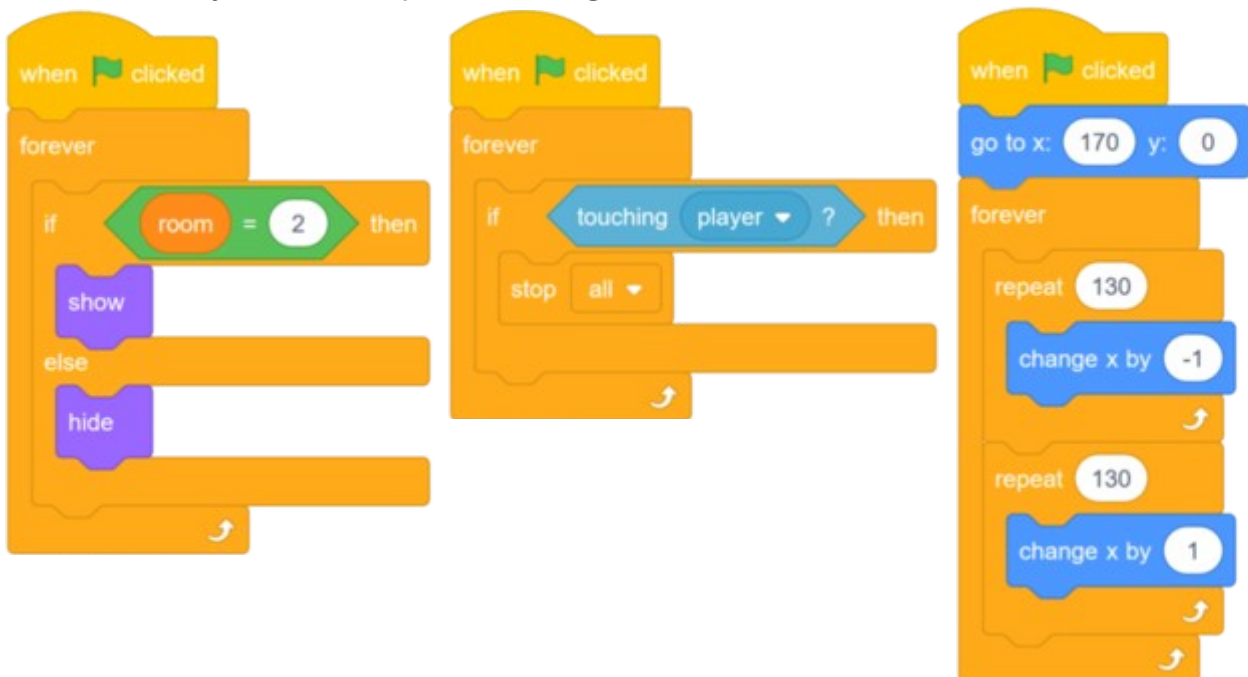 when clicked
forever
if room = 2 then
show
else
hide
when clicked
forever
if touching player ? then
stop all
when clicked
go to x: 170 y: 0
forever
repeat 130
change x by -1
repeat 130
change x by 1